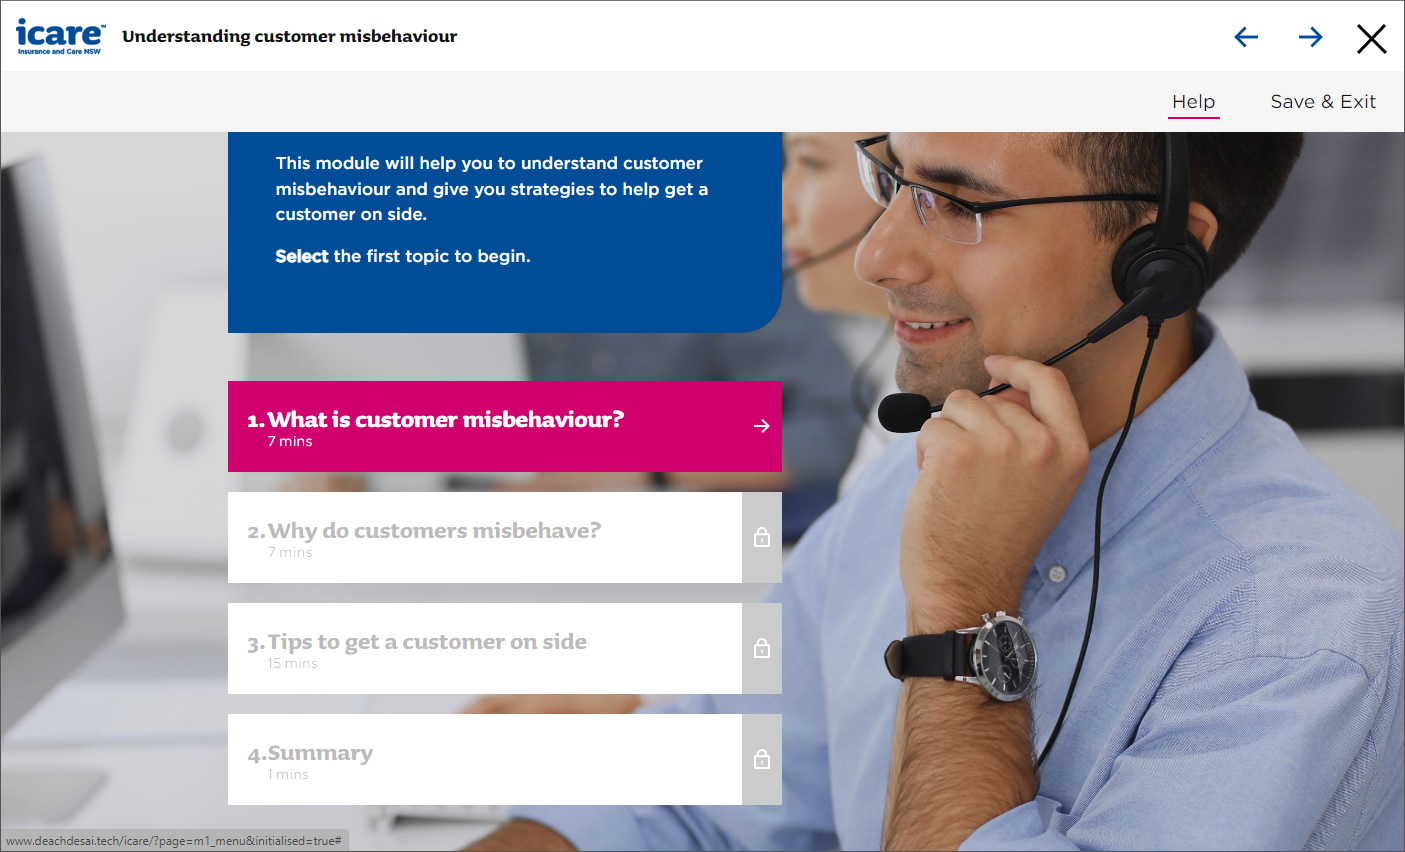 icare™
Insurance and Care NSW
Understanding customer misbehaviour
Help
Save & Exit
This module will help you to understand customer
misbehaviour and give you strategies to help get a
customer on side.
Select the first topic to begin.
1. What is customer misbehaviour?
7 mins
2. Why do customers misbehave?
7 mins
3. Tips to get a customer on side
15 mins
4. Summary
1 mins
www.deachdesai.tech/icare/?page=m1_menu&initialised=true#